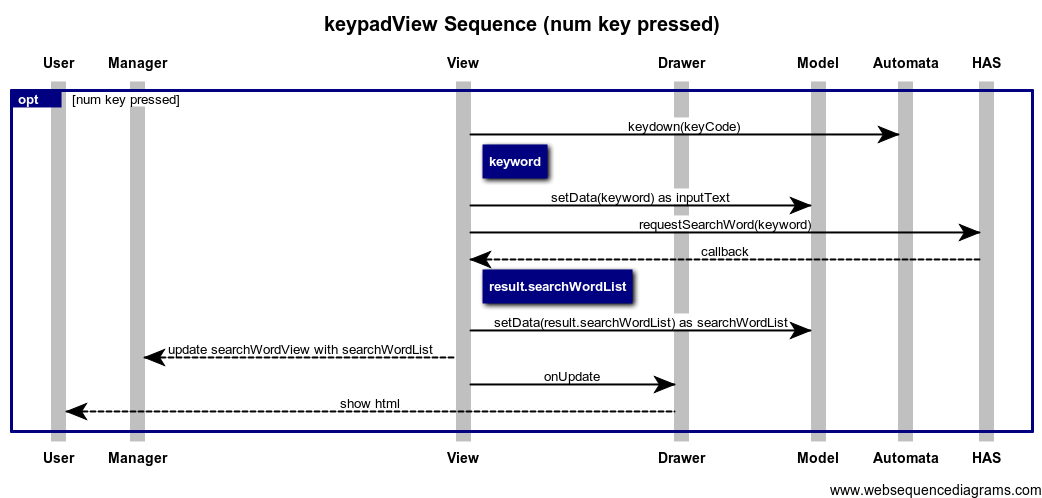 keypadView Sequence (num key pressed)
User Manager View Drawer Model Automata HAS
opt [num key pressed]
keydown(keyCode)
keyword
setData(keyword) as inputText
requestSearchWord(keyword)
callback
result.searchWordList
setData(result.searchWordList) as searchWordList
update searchWordView with searchWordList
onUpdate
show html
User Manager View Drawer Model Automata HAS
www.websequencediagrams.com